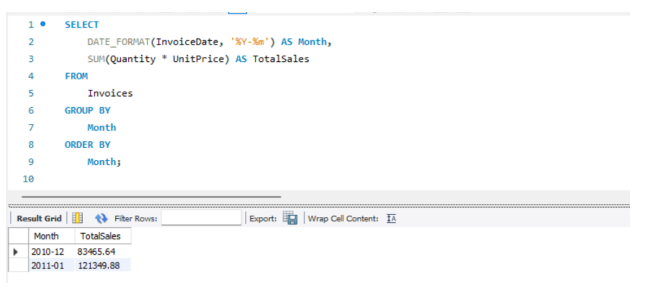 1 SELECT
2 DATE_FORMAT(InvoiceDate, '%Y-%m') AS Month,
3 SUM(Quantity * UnitPrice) AS TotalSales
4 FROM
5 Invoices
6 GROUP BY
7 Month
8 ORDER BY
9 Month;
10
Result Grid Filter Rows: Export: Wrap Cell Content:
Month TotalSales
2010-12 83465.64
2011-01 121349.88